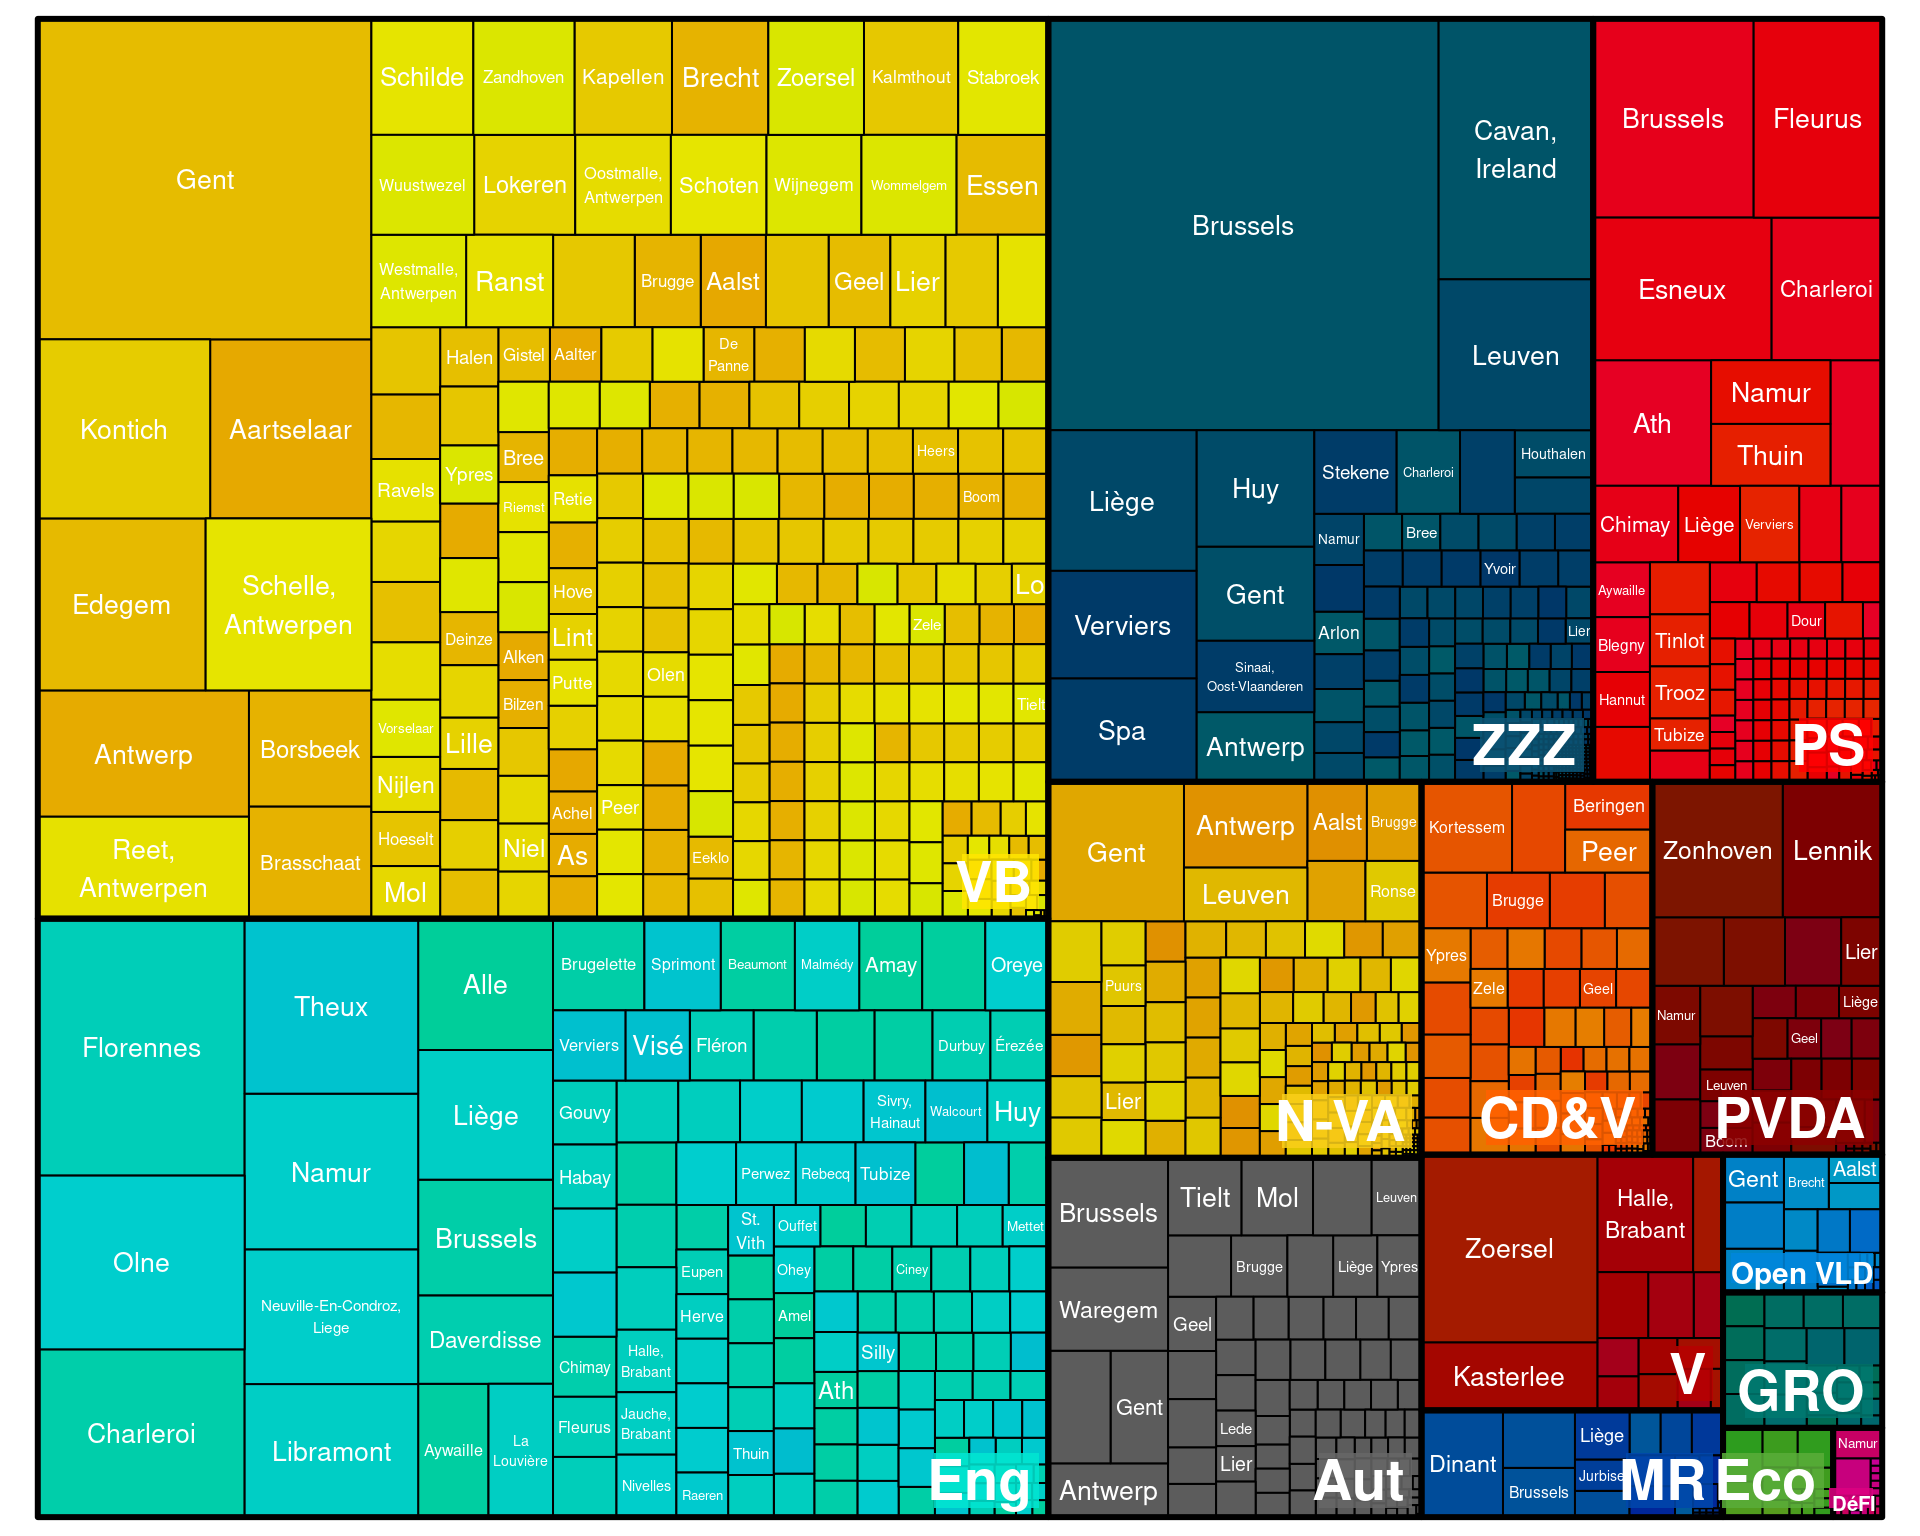 Gent
Schilde
Zandhoven
Kapellen
Brecht
Zoersel
Kalmthout
Stabroek
Wuustwezel
Lokeren
Oostmalle,
Antwerpen
Schoten
Wijnegem
Wommelgem
Essen
Westmalle,
Antwerpen
Ranst
Brugge
Aalst
Geel
Lier
Kontich
Aartselaar
Halen
Gistel
Aalter
De
Panne
Ravels
Ypres
Bree
Riemst
Retie
Heers
Boom
Edegem
Schelle,
Antwerpen
Deinze
Hove
Lint
Alken
Putte
Bilzen
Olen
Lo
Zele
Tielt
Antwerp
Borsbeek
Vorselaar
Lille
Nijlen
Reet,
Antwerpen
Brasschaat
Hoeselt
Mol
Niel
Achel
As
Peer
Eeklo
VB
Brussels
Cavan,
Ireland
Leuven
Liège
Huy
Stekene
Charleroi
Houthalen
Namur
Bree
Yvoir
Verviers
Gent
Arlon
Lier
Sinaai,
Oost-Vlaanderen
Spa
Antwerp
ZZZ
Brussels
Fleurus
Esneux
Charleroi
Ath
Namur
Thuin
Chimay
Liège
Verviers
Aywaille
Dour
Blegny
Tinlot
Hannut
Trooz
Tubize
PS
Florennes
Theux
Alle
Brugelette
Sprimont
Beaumont
Malmédy
Amay
Oreye
Verviers
Visé
Fléron
Durbuy
Érezée
Namur
Liège
Gouvy
Sivry,
Hainaut
Walcourt
Huy
Habay
Perwez
Rebecq
Tubize
Olne
Brussels
St.
Vith
Ouffet
Mettet
Neuville-En-Condroz,
Liege
Eupen
Ohey
Ciney
Herve
Amel
Daverdisse
Chimay
Halle,
Brabant
Silly
Ath
Charleroi
Libramont
Aywaille
La
Louvière
Fleurus
Jauche,
Brabant
Thuin
Nivelles
Raeren
Eng
Gent
Antwerp
Aalst
Brugge
Leuven
Ronse
Puurs
Lier
N-VA
Kortessem
Beringen
Peer
Brugge
Ypres
Zele
Geel
CD&V
Zonhoven
Lennik
Lier
Namur
Liège
Geel
Leuven
Boom
PVDA
Brussels
Tielt
Mol
Leuven
Brugge
Liège
Ypres
Waregem
Geel
Gent
Lede
Lier
Antwerp
Aut
Zoersel
Halle,
Brabant
Kasterlee
V
Gent
Brecht
Aalst
Open VLD
GRO
Dinant
Liège
Jurbise
Brussels
MR
Eco
Namur
DéFI